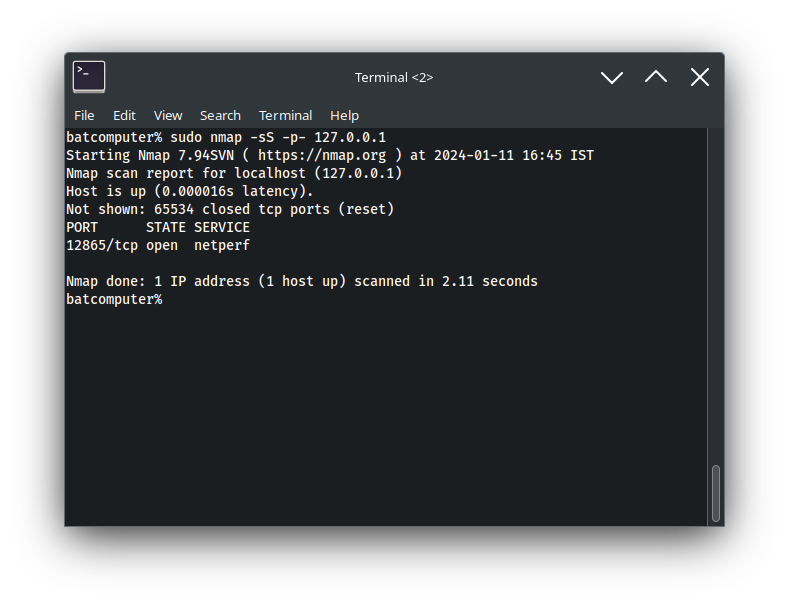 >_
Terminal <2>
File Edit View Search Terminal Help
batcomputer% sudo nmap -sS -p- 127.0.0.1
Starting Nmap 7.94SVN ( https://nmap.org ) at 2024-01-11 16:45 IST
Nmap scan report for localhost (127.0.0.1)
Host is up (0.000016s latency).
Not shown: 65534 closed tcp ports (reset)
PORT      STATE SERVICE
12865/tcp open  netperf
Nmap done: 1 IP address (1 host up) scanned in 2.11 seconds
batcomputer%